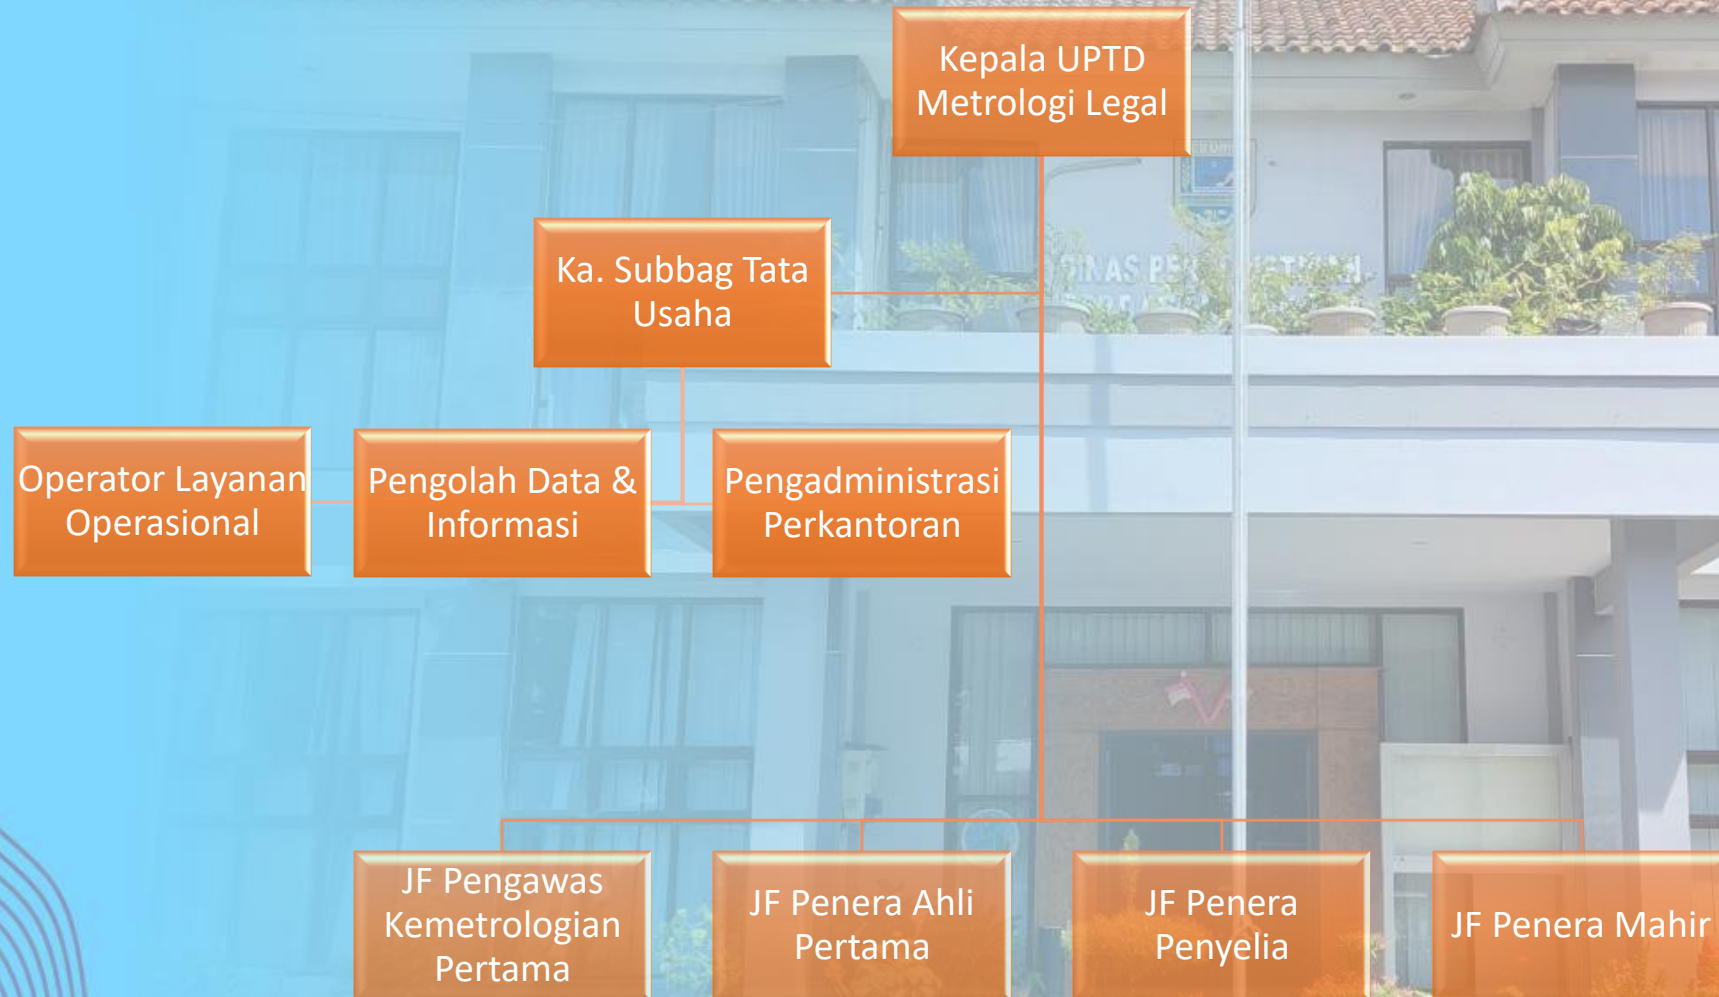 Kepala UPTD
Metrologi Legal
Ka. Subbag Tata
Usaha
Operator Layanan
Operasional
Pengolah Data &
Informasi
Pengadministrasi
Perkantoran
JF Pengawas
Kemetrologian
Pertama
JF Penera Ahli
Pertama
JF Penera
Penyelia
JF Penera Mahir